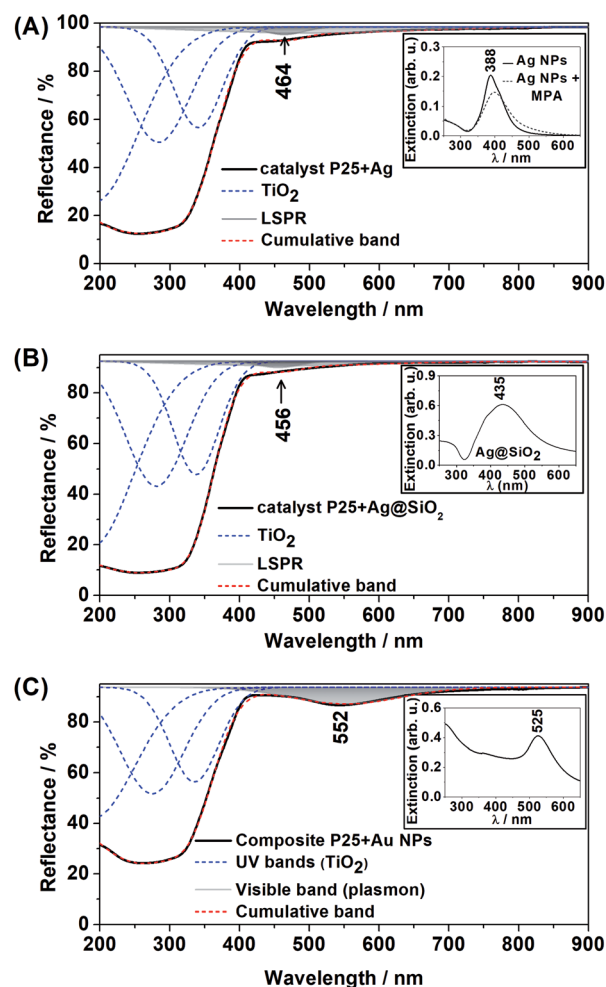 (A)
100
80
60
40
20
0
Reflectance / %
464
catalyst P25+Ag
TiO2
LSPR
Cumulative band
200 300 400 500 600 700 800 900
Wavelength / nm
0.3
0.2
0.1
0.0
Extinction (arb. u.)
388
Ag NPs
Ag NPs +
MPA
300 400 500 600
λ / nm
(B)
80
60
40
20
0
Reflectance / %
456
catalyst P25+Ag@SiO2
TiO2
LSPR
Cumulative band
200 300 400 500 600 700 800 900
Wavelength / nm
0.9
0.6
0.3
0.0
Extinction (arb. u.)
435
Ag@SiO2
300 400 500 600
λ (nm)
(C)
80
60
40
20
0
Reflectance / %
552
Composite P25+Au NPs
UV bands (TiO2)
Visible band (plasmon)
Cumulative band
200 300 400 500 600 700 800 900
Wavelength / nm
0.6
0.4
0.2
0.0
Extinction (arb. u.)
525
300 400 500 600
λ / nm